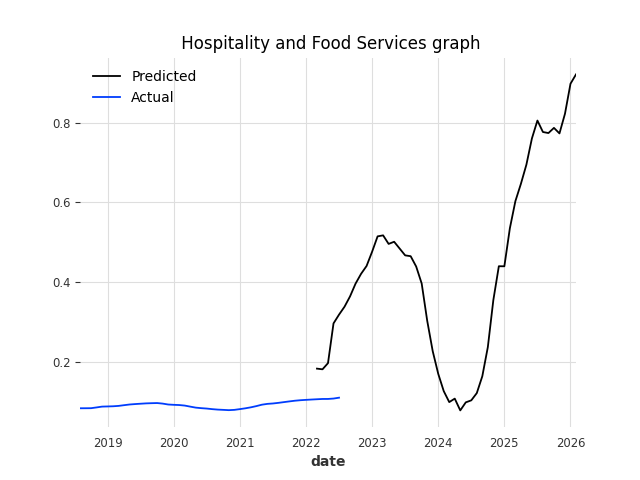 Hospitality and Food Services graph
Predicted
Actual
0.8
0.6
0.4
0.2
2019 2020 2021 2022 2023 2024 2025 2026
date